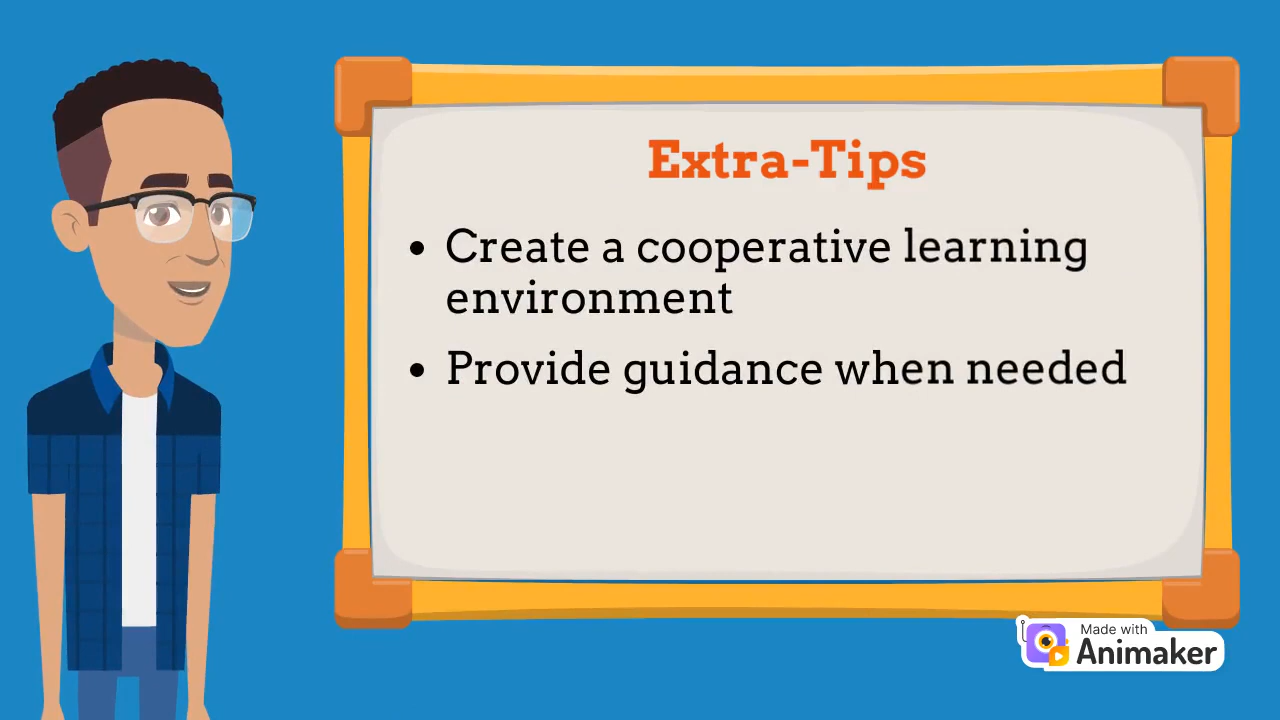 Extra-Tips
• Create a cooperative learning
environment
• Provide guidance when needed
Made with
Animaker